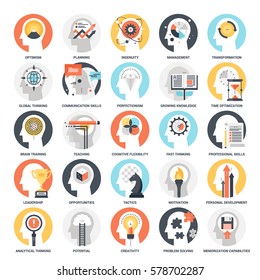 OPTIMISM
PLANNING
INGENUITY
MANAGEMENT
TRANSFORMATION
GLOBAL THINKING
COMMUNICATION SKILLS
PERFECTIONISM
GROWING KNOWLEDGE
TIME OPTIMIZATION
BRAIN TRAINING
TEACHING
COGNITIVE FLEXIBILITY
FAST THINKING
PROFESSIONAL SKILLS
LEADERSHIP
OPPORTUNITIES
TACTICS
MOTIVATION
PERSONAL DEVELOPMENT
ANALYTICAL THINKING
POTENTIAL
CREATIVITY
PROBLEM SOLVING
MEMORIZATION CAPABILITIES
shutterstock.com · 578702287